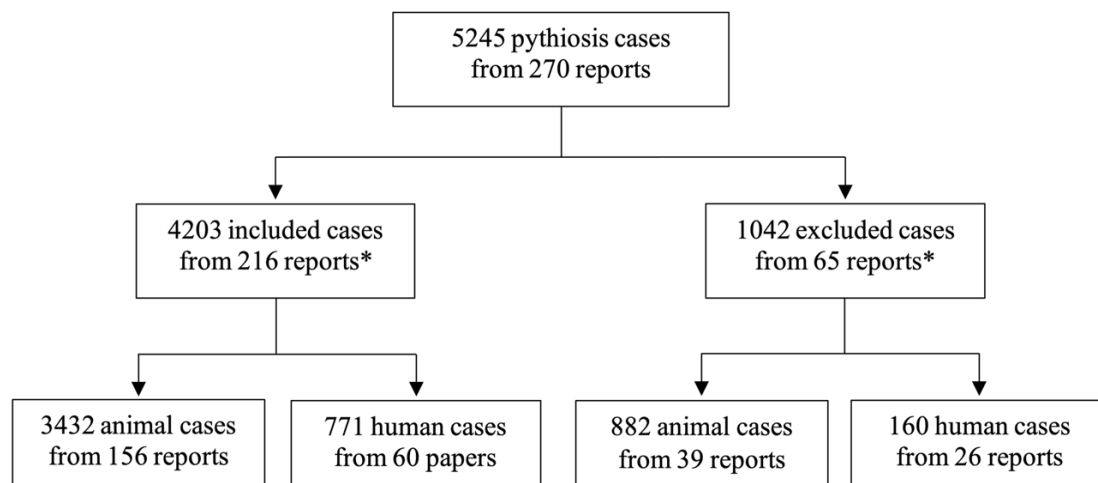 5245 pythiosis cases
from 270 reports
4203 included cases
from 216 reports*
1042 excluded cases
from 65 reports*
3432 animal cases
from 156 reports
771 human cases
from 60 papers
882 animal cases
from 39 reports
160 human cases
from 26 reports